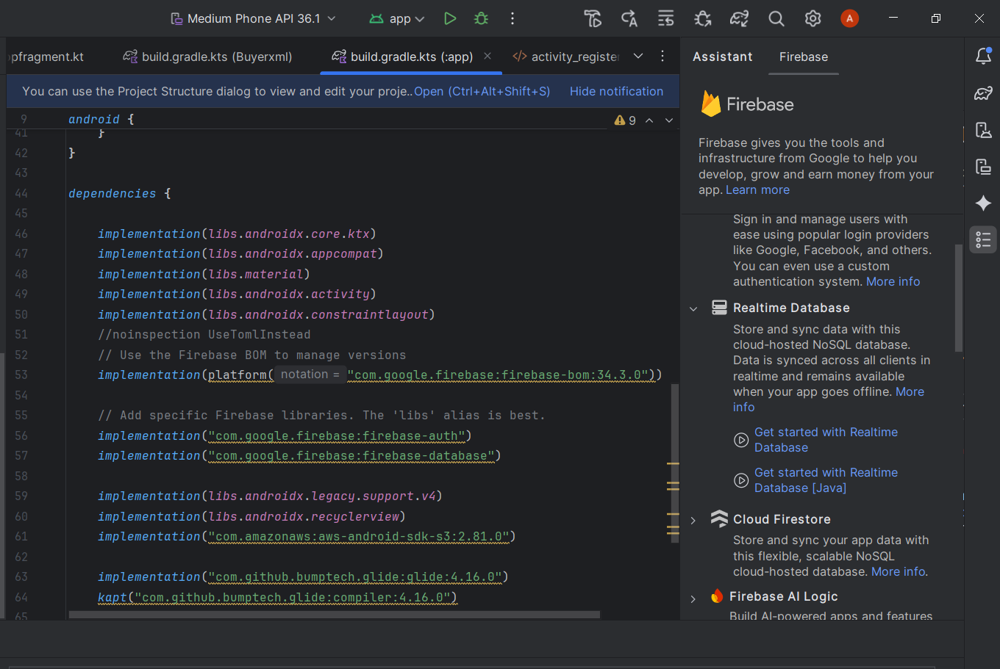 Medium Phone API 36.1
app
A
opfragment.kt
build.gradle.kts (Buyerxml)
build.gradle.kts (:app)
activity_register
You can use the Project Structure dialog to view and edit your proje.. Open (Ctrl+Alt+Shift+S) Hide notification
9 android {
9
41 }
42 }
43
44 dependencies {
45
46 implementation(libs.androidx.core.ktx)
47 implementation(libs.androidx.appcompat)
48 implementation(libs.material)
49 implementation(libs.androidx.activity)
50 implementation(libs.androidx.constraintlayout)
51 //noinspection UseTomlInstead
52 // Use the Firebase BOM to manage versions
53 implementation(platform( notation = "com.google.firebase:firebase-bom:34.3.0"))
54
55 // Add specific Firebase libraries. The 'libs' alias is best.
56 implementation("com.google.firebase:firebase-auth")
57 implementation("com.google.firebase:firebase-database")
58
59 implementation(libs.androidx.legacy.support.v4)
60 implementation(libs.androidx.recyclerview)
61 implementation("com.amazonaws:aws-android-sdk-s3:2.81.0")
62
63 implementation("com.github.bumptech.glide:glide:4.16.0")
64 kapt("com.github.bumptech.glide:compiler:4.16.0")
65
Assistant
Firebase
Firebase
Firebase gives you the tools and
infrastructure from Google to help you
develop, grow and earn money from your
app. Learn more
Sign in and manage users with
ease using popular login providers
like Google, Facebook, and others.
You can even use a custom
authentication system. More info
Realtime Database
Store and sync data with this
cloud-hosted NoSQL database.
Data is synced across all clients in
realtime and remains available
when your app goes offline. More
info
Get started with Realtime
Database
Get started with Realtime
Database [Java]
Cloud Firestore
Store and sync your app data with
this flexible, scalable NoSQL
cloud-hosted database. More info.
Firebase AI Logic
Build AI-powered apps and features